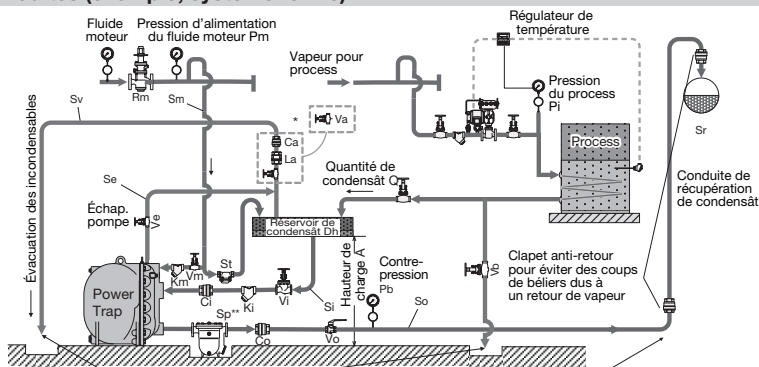 Fluide
moteur
Pression d'alimentation
du fluide moteur Pm
Régulateur de
température
Vapeur pour
process
Pression
du process
Pi
Rm
Sm
Sv
*
Va
Ca
La
Process
Sr
Évacuation des incondensables
Se
Quantité de
condensât Q
Conduite de
récupération
de condensât
Échap.
pompe
Ve
Réservoir de
condensât Dh
St
Km
Vm
Hauteur de
charge A
Contre-
pression
Pb
Vb
Clapet anti-retour
pour éviter des coups
de béliers dus à
un retour de vapeur
Power
Trap
Ci
Ki
Vi
Si
Sp**
Co
Vo
So